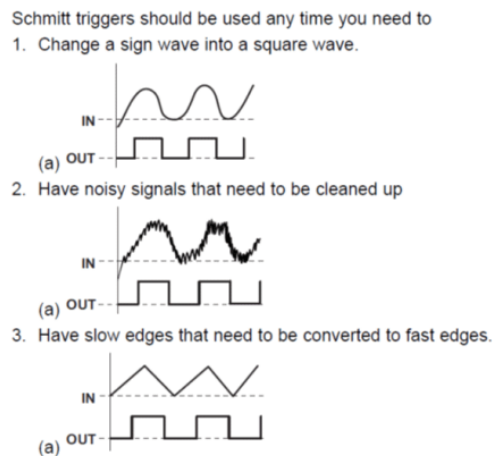 Schmitt triggers should be used any time you need to
1. Change a sign wave into a square wave.
IN
(a) OUT
2. Have noisy signals that need to be cleaned up
IN
(a) OUT
3. Have slow edges that need to be converted to fast edges.
IN
(a) OUT